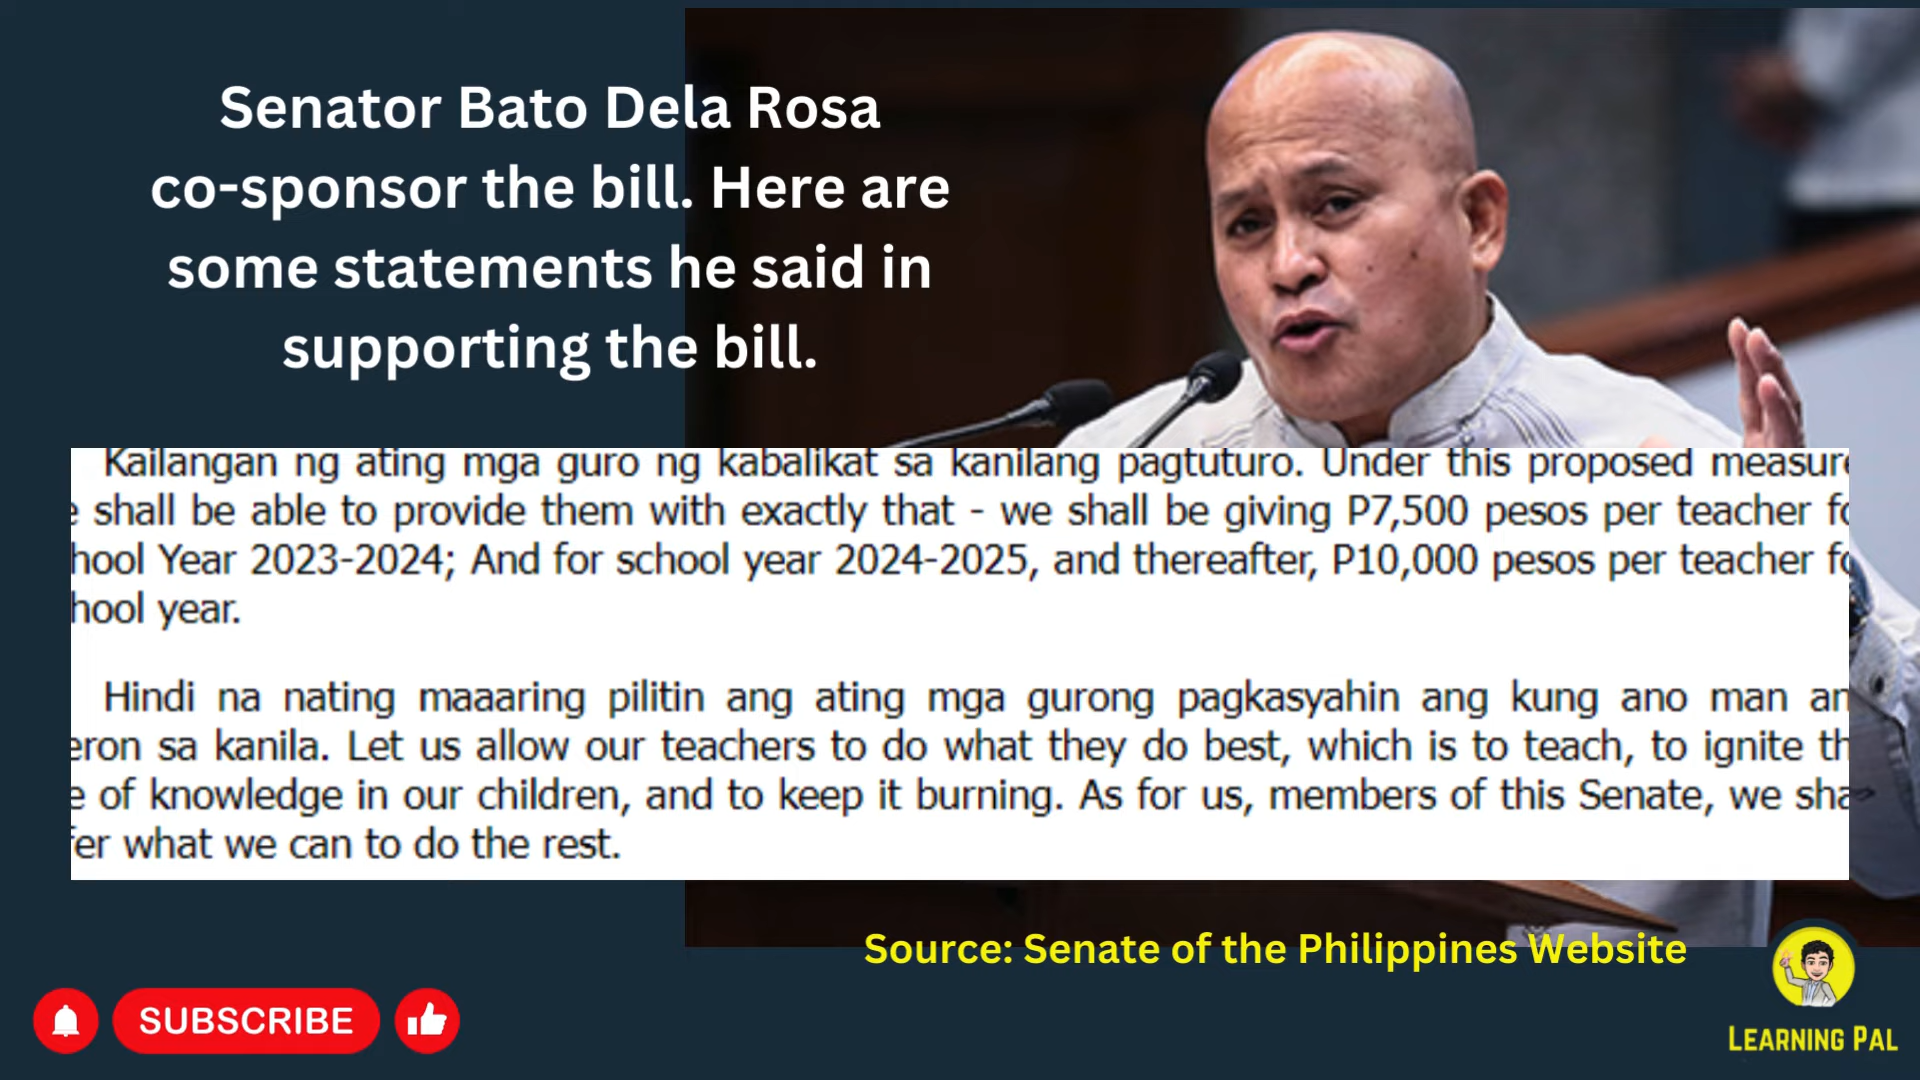 Senator Bato Dela Rosa
co-sponsor the bill. Here are
some statements he said in
supporting the bill.
Kailangan ng ating mga guro ng kabalikat sa kanilang pagtuturo. Under this proposed measure
e shall be able to provide them with exactly that - we shall be giving P7,500 pesos per teacher fo
hool Year 2023-2024; And for school year 2024-2025, and thereafter, P10,000 pesos per teacher fo
hool year.
Hindi na nating maaaring pilitin ang ating mga gurong pagkasyahin ang kung ano man an
eron sa kanila. Let us allow our teachers to do what they do best, which is to teach, to ignite th
e of knowledge in our children, and to keep it burning. As for us, members of this Senate, we sha
fer what we can to do the rest.
Source: Senate of the Philippines Website
SUBSCRIBE
LEARNING PAL